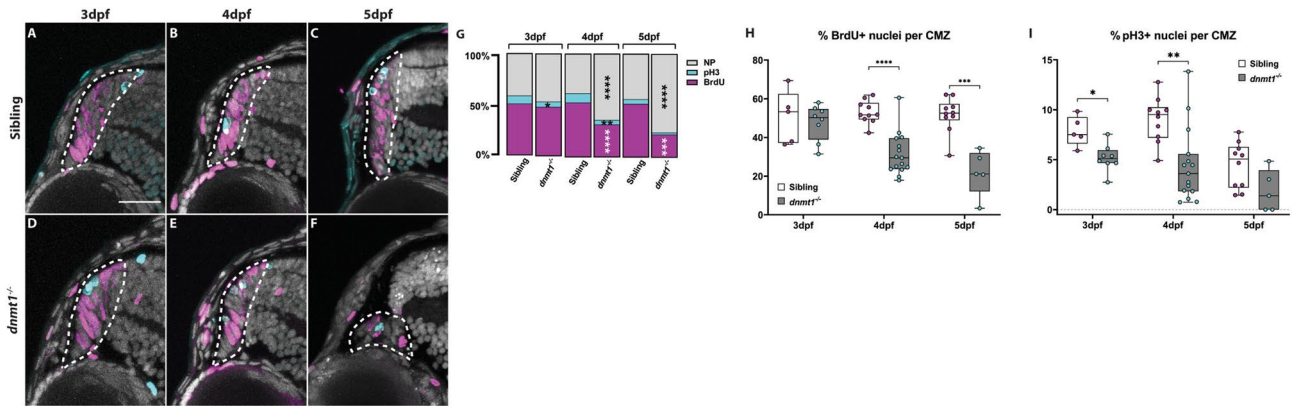 3dpf 4dpf 5dpf
Sibling
A B C
dnmt1-/-
D E F
G
3dpf 4dpf 5dpf
100%
50%
0%
**** ****
* ** **** ****
Sibling dnmt1-/- Sibling dnmt1-/- Sibling dnmt1-/-
NP
pH3
BrdU
H
% BrdU+ nuclei per CMZ
80
60
40
20
0
**** ***
Sibling
dnmt1-/-
3dpf 4dpf 5dpf
I
% pH3+ nuclei per CMZ
15
10
5
0
* **
Sibling
dnmt1-/-
3dpf 4dpf 5dpf